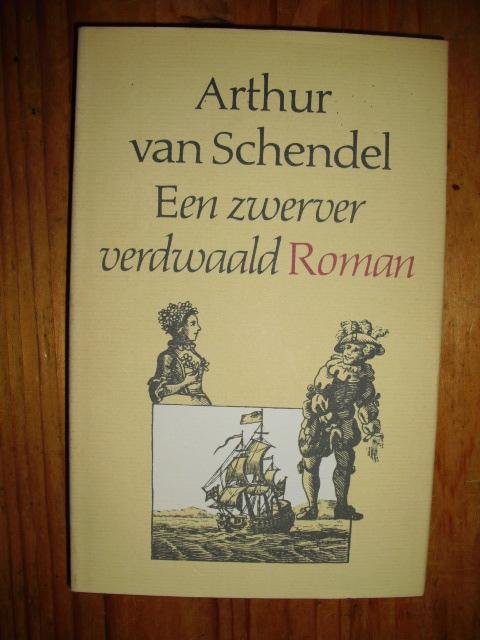 Arthur
van Schendel
Een zwerver
verdwaald Roman